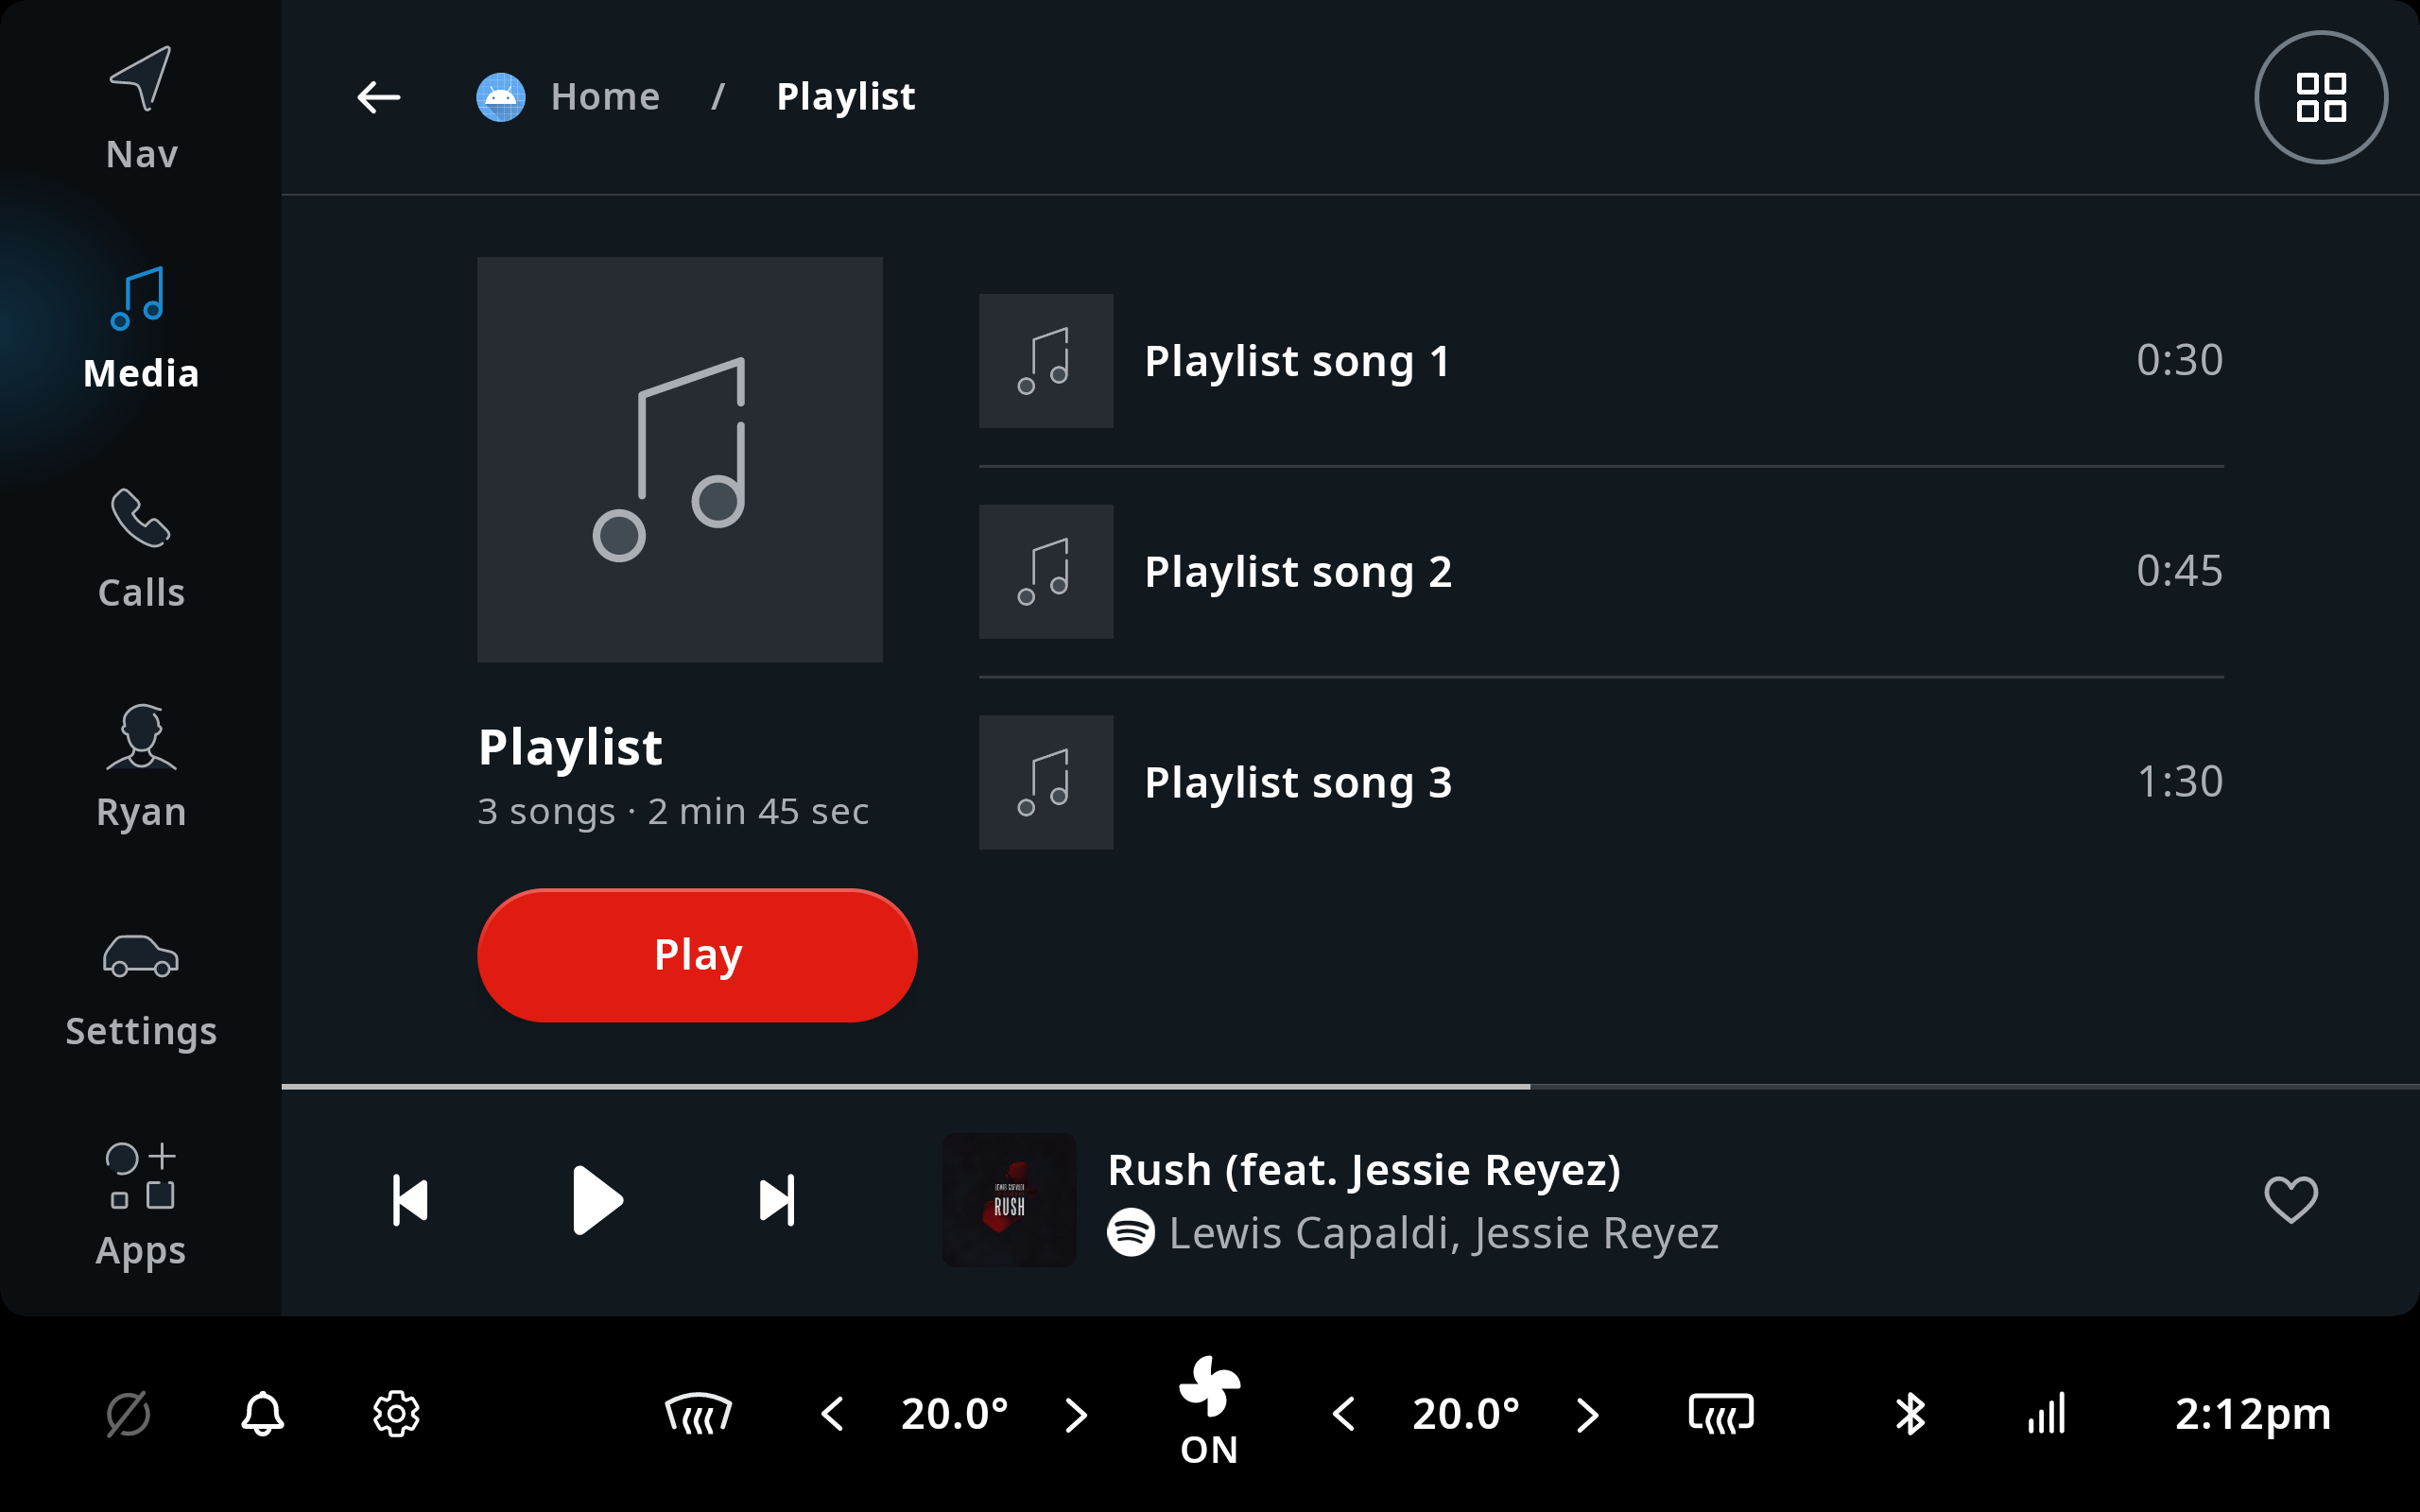 Nav
Media
Calls
Ryan
Settings
Apps
Home / Playlist
Playlist
3 songs · 2 min 45 sec
Play
Playlist song 1 0:30
Playlist song 2 0:45
Playlist song 3 1:30
RUSH
Rush (feat. Jessie Reyez)
Lewis Capaldi, Jessie Reyez
20.0°
ON
20.0°
2:12pm